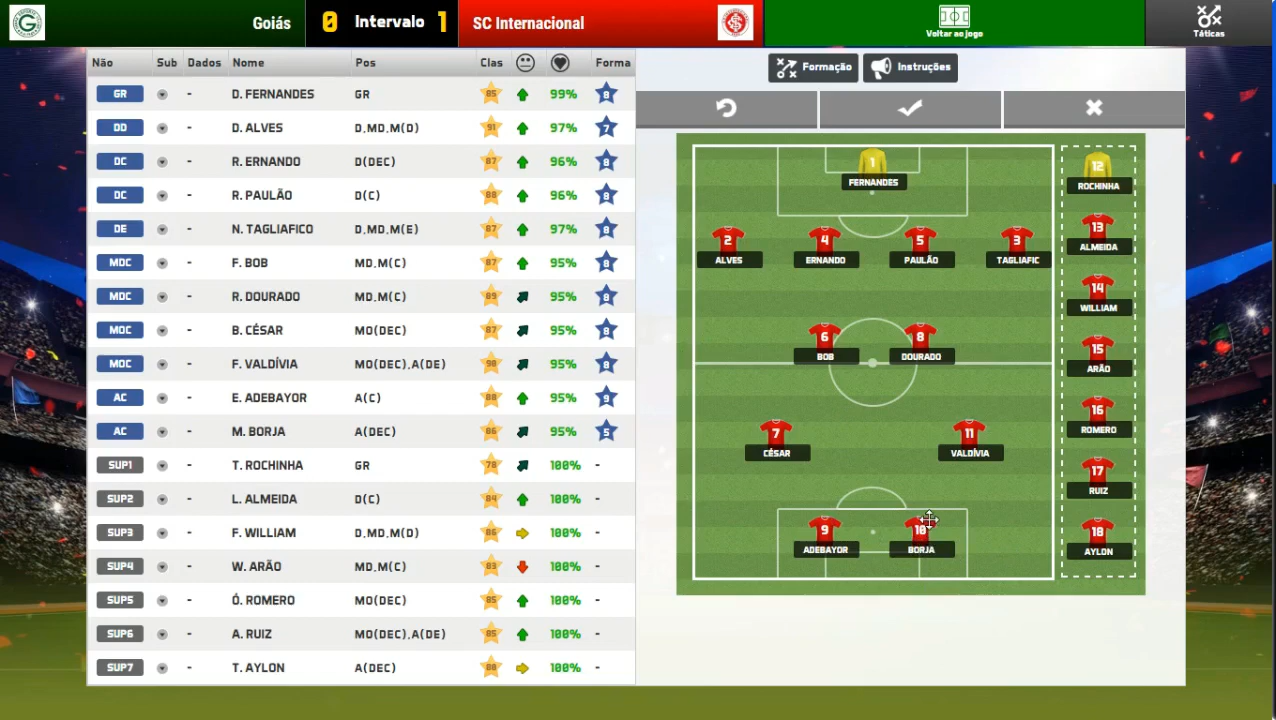 Goiás 0 Intervalo 1 SC Internacional Voltar ao jogo Táticas
Não Sub Dados Nome Pos Clas Forma
GR - D. FERNANDES GR 85 99% 8
DD - D. ALVES D,MD,M(D) 91 97% 7
DC - R. ERNANDO D(DEC) 87 96% 8
DC - R. PAULÃO D(C) 88 96% 8
DE - N. TAGLIAFICO D,MD,M(E) 87 97% 8
MDC - F. BOB MD,M(C) 87 95% 8
MDC - R. DOURADO MD,M(C) 89 95% 8
MOC - B. CÉSAR MO(DEC) 87 95% 8
MOC - F. VALDÍVIA MO(DEC),A(DE) 90 95% 8
AC - E. ADEBAYOR A(C) 88 95% 9
AC - M. BORJA A(DEC) 86 95% 5
SUP1 - T. ROCHINHA GR 78 100% -
SUP2 - L. ALMEIDA D(C) 84 100% -
SUP3 - F. WILLIAM D,MD,M(D) 86 100% -
SUP4 - W. ARÃO MD,M(C) 83 100% -
SUP5 - Ó. ROMERO MO(DEC) 85 100% -
SUP6 - A. RUIZ MO(DEC),A(DE) 85 100% -
SUP7 - T. AYLON A(DEC) 80 100% -
Formação Instruções
1
FERNANDES
2 4 5 3
ALVES ERNANDO PAULÃO TAGLIAFIC
6 8
BOB DOURADO
7 11
CÉSAR VALDÍVIA
9 10
ADEBAYOR BORJA
12
ROCHINHA
13
ALMEIDA
14
WILLIAM
15
ARÃO
16
ROMERO
17
RUIZ
18
AYLON